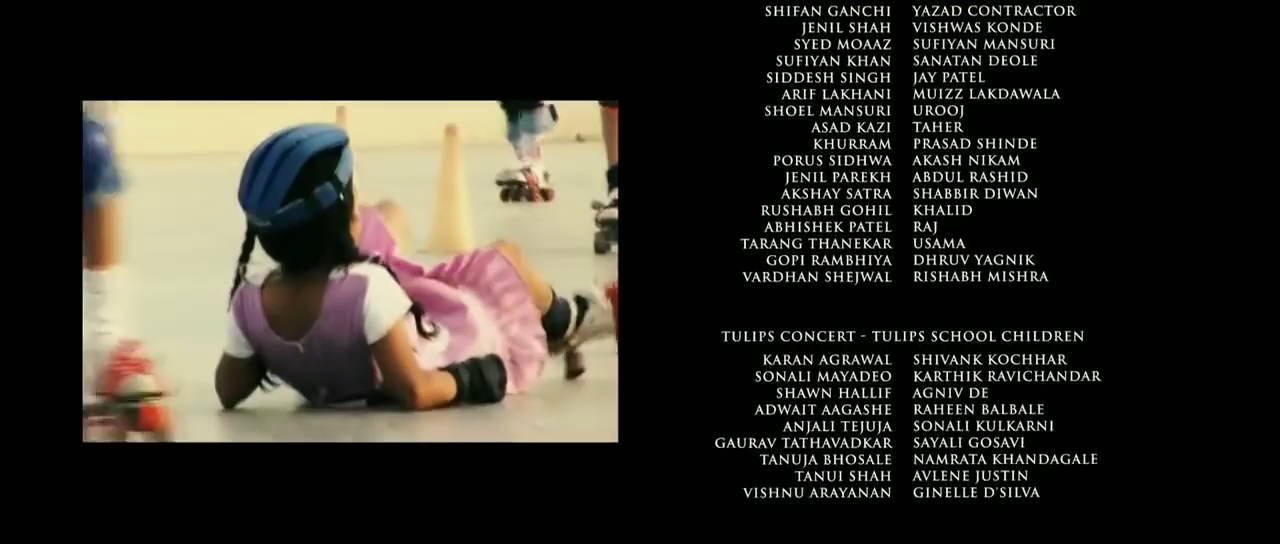 SHIFAN GANCHI YAZAD CONTRACTOR
JENIL SHAH VISHWAS KONDE
SYED MOAAZ SUFIYAN MANSURI
SUFIYAN KHAN SANATAN DEOLE
SIDDESH SINGH JAY PATEL
ARIF LAKHANI MUIZZ LAKDAWALA
SHOEL MANSURI UROOJ
ASAD KAZI TAHER
KHURRAM PRASAD SHINDE
PORUS SIDHWA AKASH NIKAM
JENIL PAREKH ABDUL RASHID
AKSHAY SATRA SHABBIR DIWAN
RUSHABH GOHIL KHALID
ABHISHEK PATEL RAJ
TARANG THANEKAR USAMA
GOPI RAMBHIYA DHRUV YAGNIK
VARDHAN SHEJWAL RISHABH MISHRA
TULIPS CONCERT - TULIPS SCHOOL CHILDREN
KARAN AGRAWAL SHIVANK KOCHHAR
SONALI MAYADEO KARTHIK RAVICHANDAR
SHAWN HALLIF AGNIV DE
ADWAIT AAGASHE RAHEEN BALBALE
ANJALI TEJUJA SONALI KULKARNI
GAURAV TATHAVADKAR SAYALI GOSAVI
TANUJA BHOSALE NAMRATA KHANDAGALE
TANUI SHAH AVLENE JUSTIN
VISHNU ARAYANAN GINELLE D'SILVA